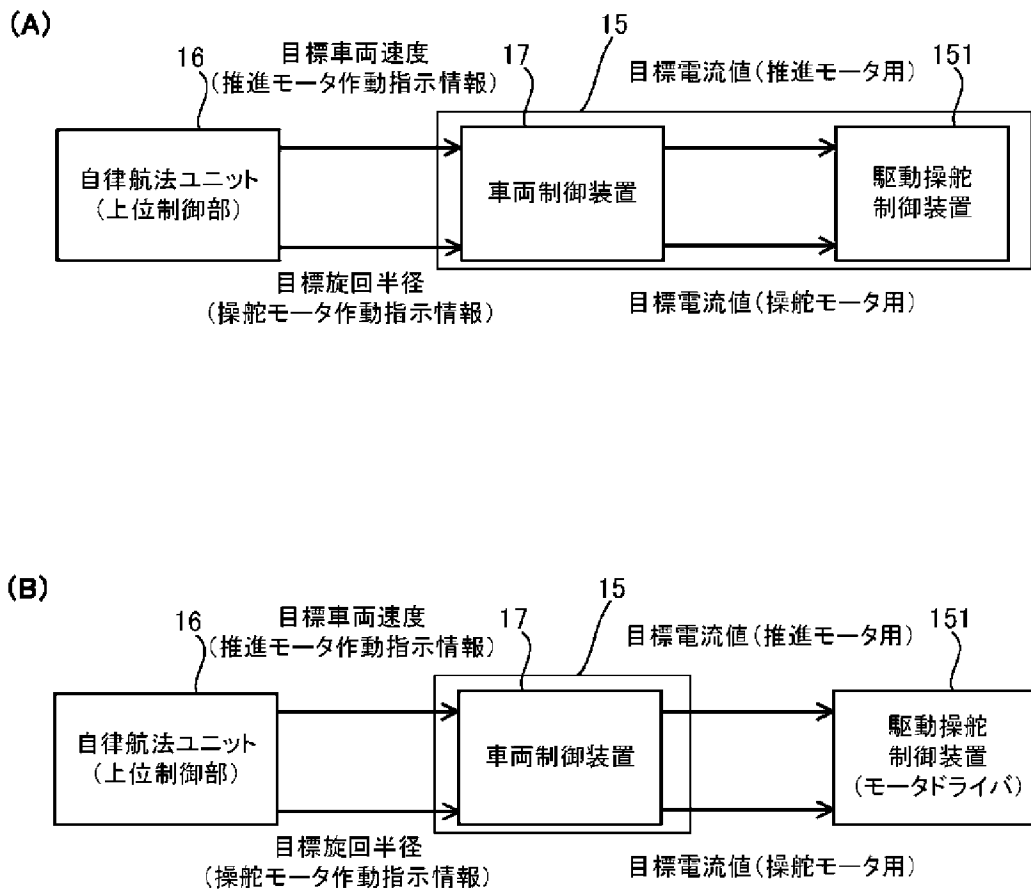 (A)
16
目標車両速度
(推進モータ作動指示情報)
17
15
目標電流値(推進モータ用)
151
自律航法ユニット
(上位制御部)
車両制御装置
駆動操舵
制御装置
目標旋回半径
(操舵モータ作動指示情報)
目標電流値(操舵モータ用)
(B)
16
目標車両速度
(推進モータ作動指示情報)
17
15
目標電流値(推進モータ用)
151
自律航法ユニット
(上位制御部)
車両制御装置
駆動操舵
制御装置
(モータドライバ)
目標旋回半径
(操舵モータ作動指示情報)
目標電流値(操舵モータ用)